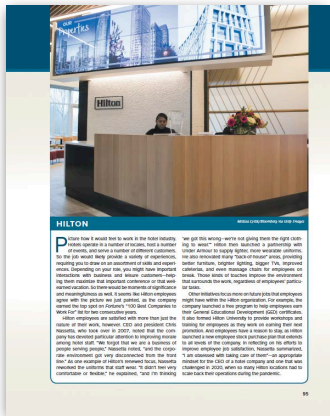 OUR
Properties
Hilton
HILTON
Picture how it would feel to work in the hotel industry.
Hotels operate in a number of locales, host a number
of events, and serve a number of different customers.
So the job would likely provide a variety of experiences,
requiring you to draw on an assortment of skills and experi-
ences. Depending on your role, you might have important
interactions with business and leisure customers—help-
ing them maximize that important conference or that well-
earned vacation. So there would be moments of significance
and meaningfulness as well. It seems like Hilton employees
agree with the picture we just painted, as the company
earned the top spot on Fortune's "100 Best Companies to
Work For" list for two consecutive years.
Hilton employees are satisfied with more than just the
nature of their work, however. CEO and president Chris
Nassetta, who took over in 2007, noted that the com-
pany has devoted particular attention to improving morale
among hotel staff. "We forgot that we are a business of
people serving people," Nassetta noted, "and the corpo-
rate environment got very disconnected from the front
line." As one example of Hilton's renewed focus, Nassetta
reworked the uniforms that staff wear. "It didn't feel very
comfortable or flexible," he explained, "and I'm thinking
'we got this wrong—we're not giving them the right cloth-
ing to wear.'" Hilton then launched a partnership with
Under Armour to supply lighter, more wearable uniforms.
He also renovated many "back-of-house" areas, providing
better furniture, brighter lighting, bigger TVs, improved
cafeterias, and even massage chairs for employees on
break. Those kinds of touches improve the environment
that surrounds the work, regardless of employees' particu-
lar tasks.
Other initiatives focus more on future jobs that employees
might have within the Hilton organization. For example, the
company launched a free program to help employees earn
their General Educational Development (GED) certificates.
It also formed Hilton University to provide workshops and
training for employees as they work on earning their next
promotion. And employees have a reason to stay, as Hilton
launched a new employee stock purchase plan that extends
to all levels of the company. In reflecting on his efforts to
improve employee job satisfaction, Nassetta summarized,
"I am obsessed with taking care of them"—an appropriate
mindset for the CEO of a hotel company and one that was
challenged in 2020, when so many Hilton locations had to
scale back their operations during the pandemic.
95